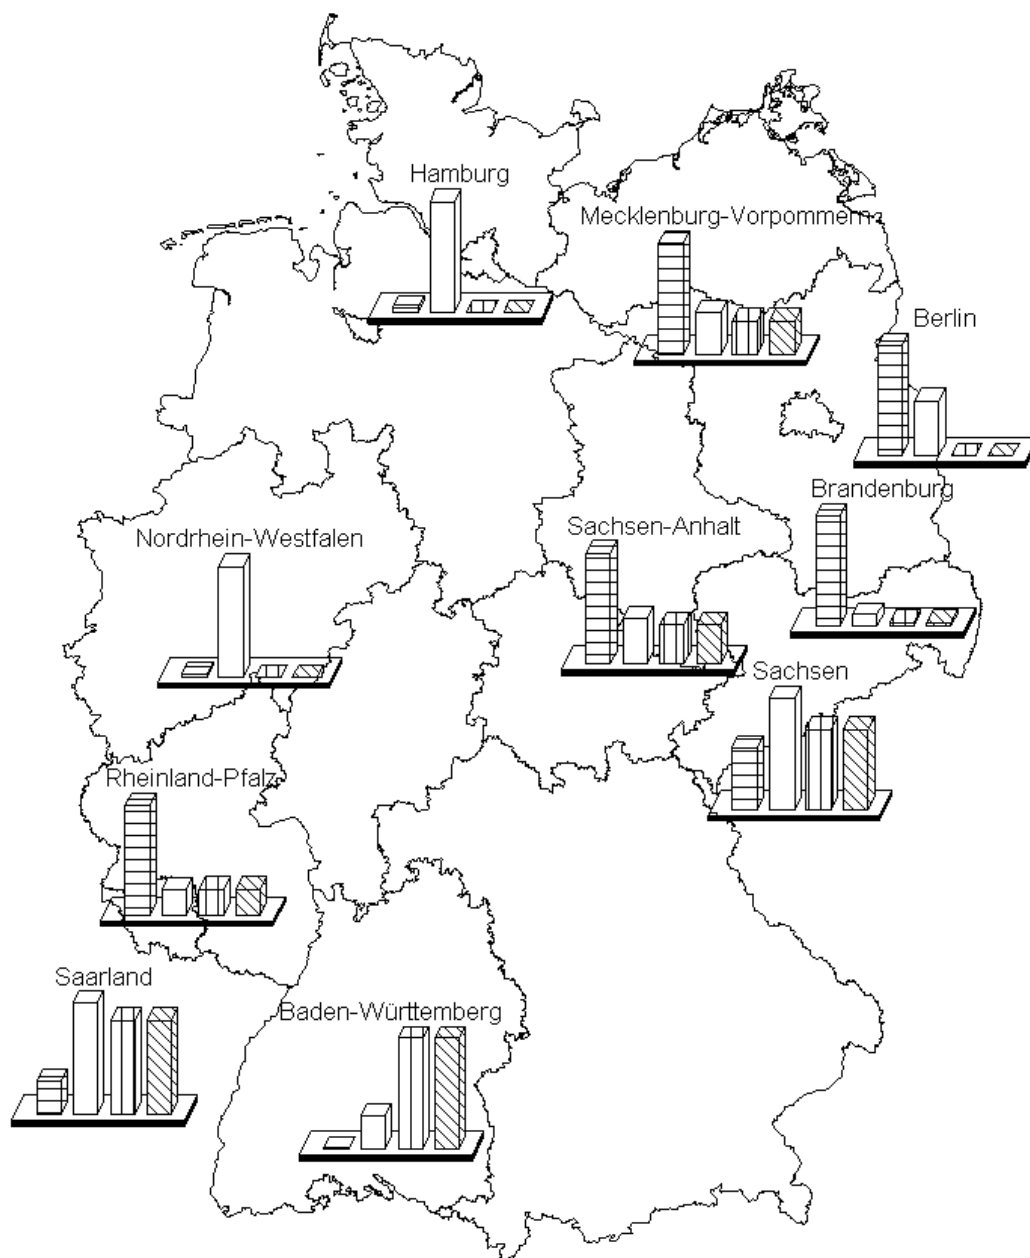 Hamburg
Mecklenburg-Vorpommern
Berlin
Brandenburg
Sachsen-Anhalt
Nordrhein-Westfalen
Sachsen
Rheinland-Pfalz
Saarland
Baden-Württemberg